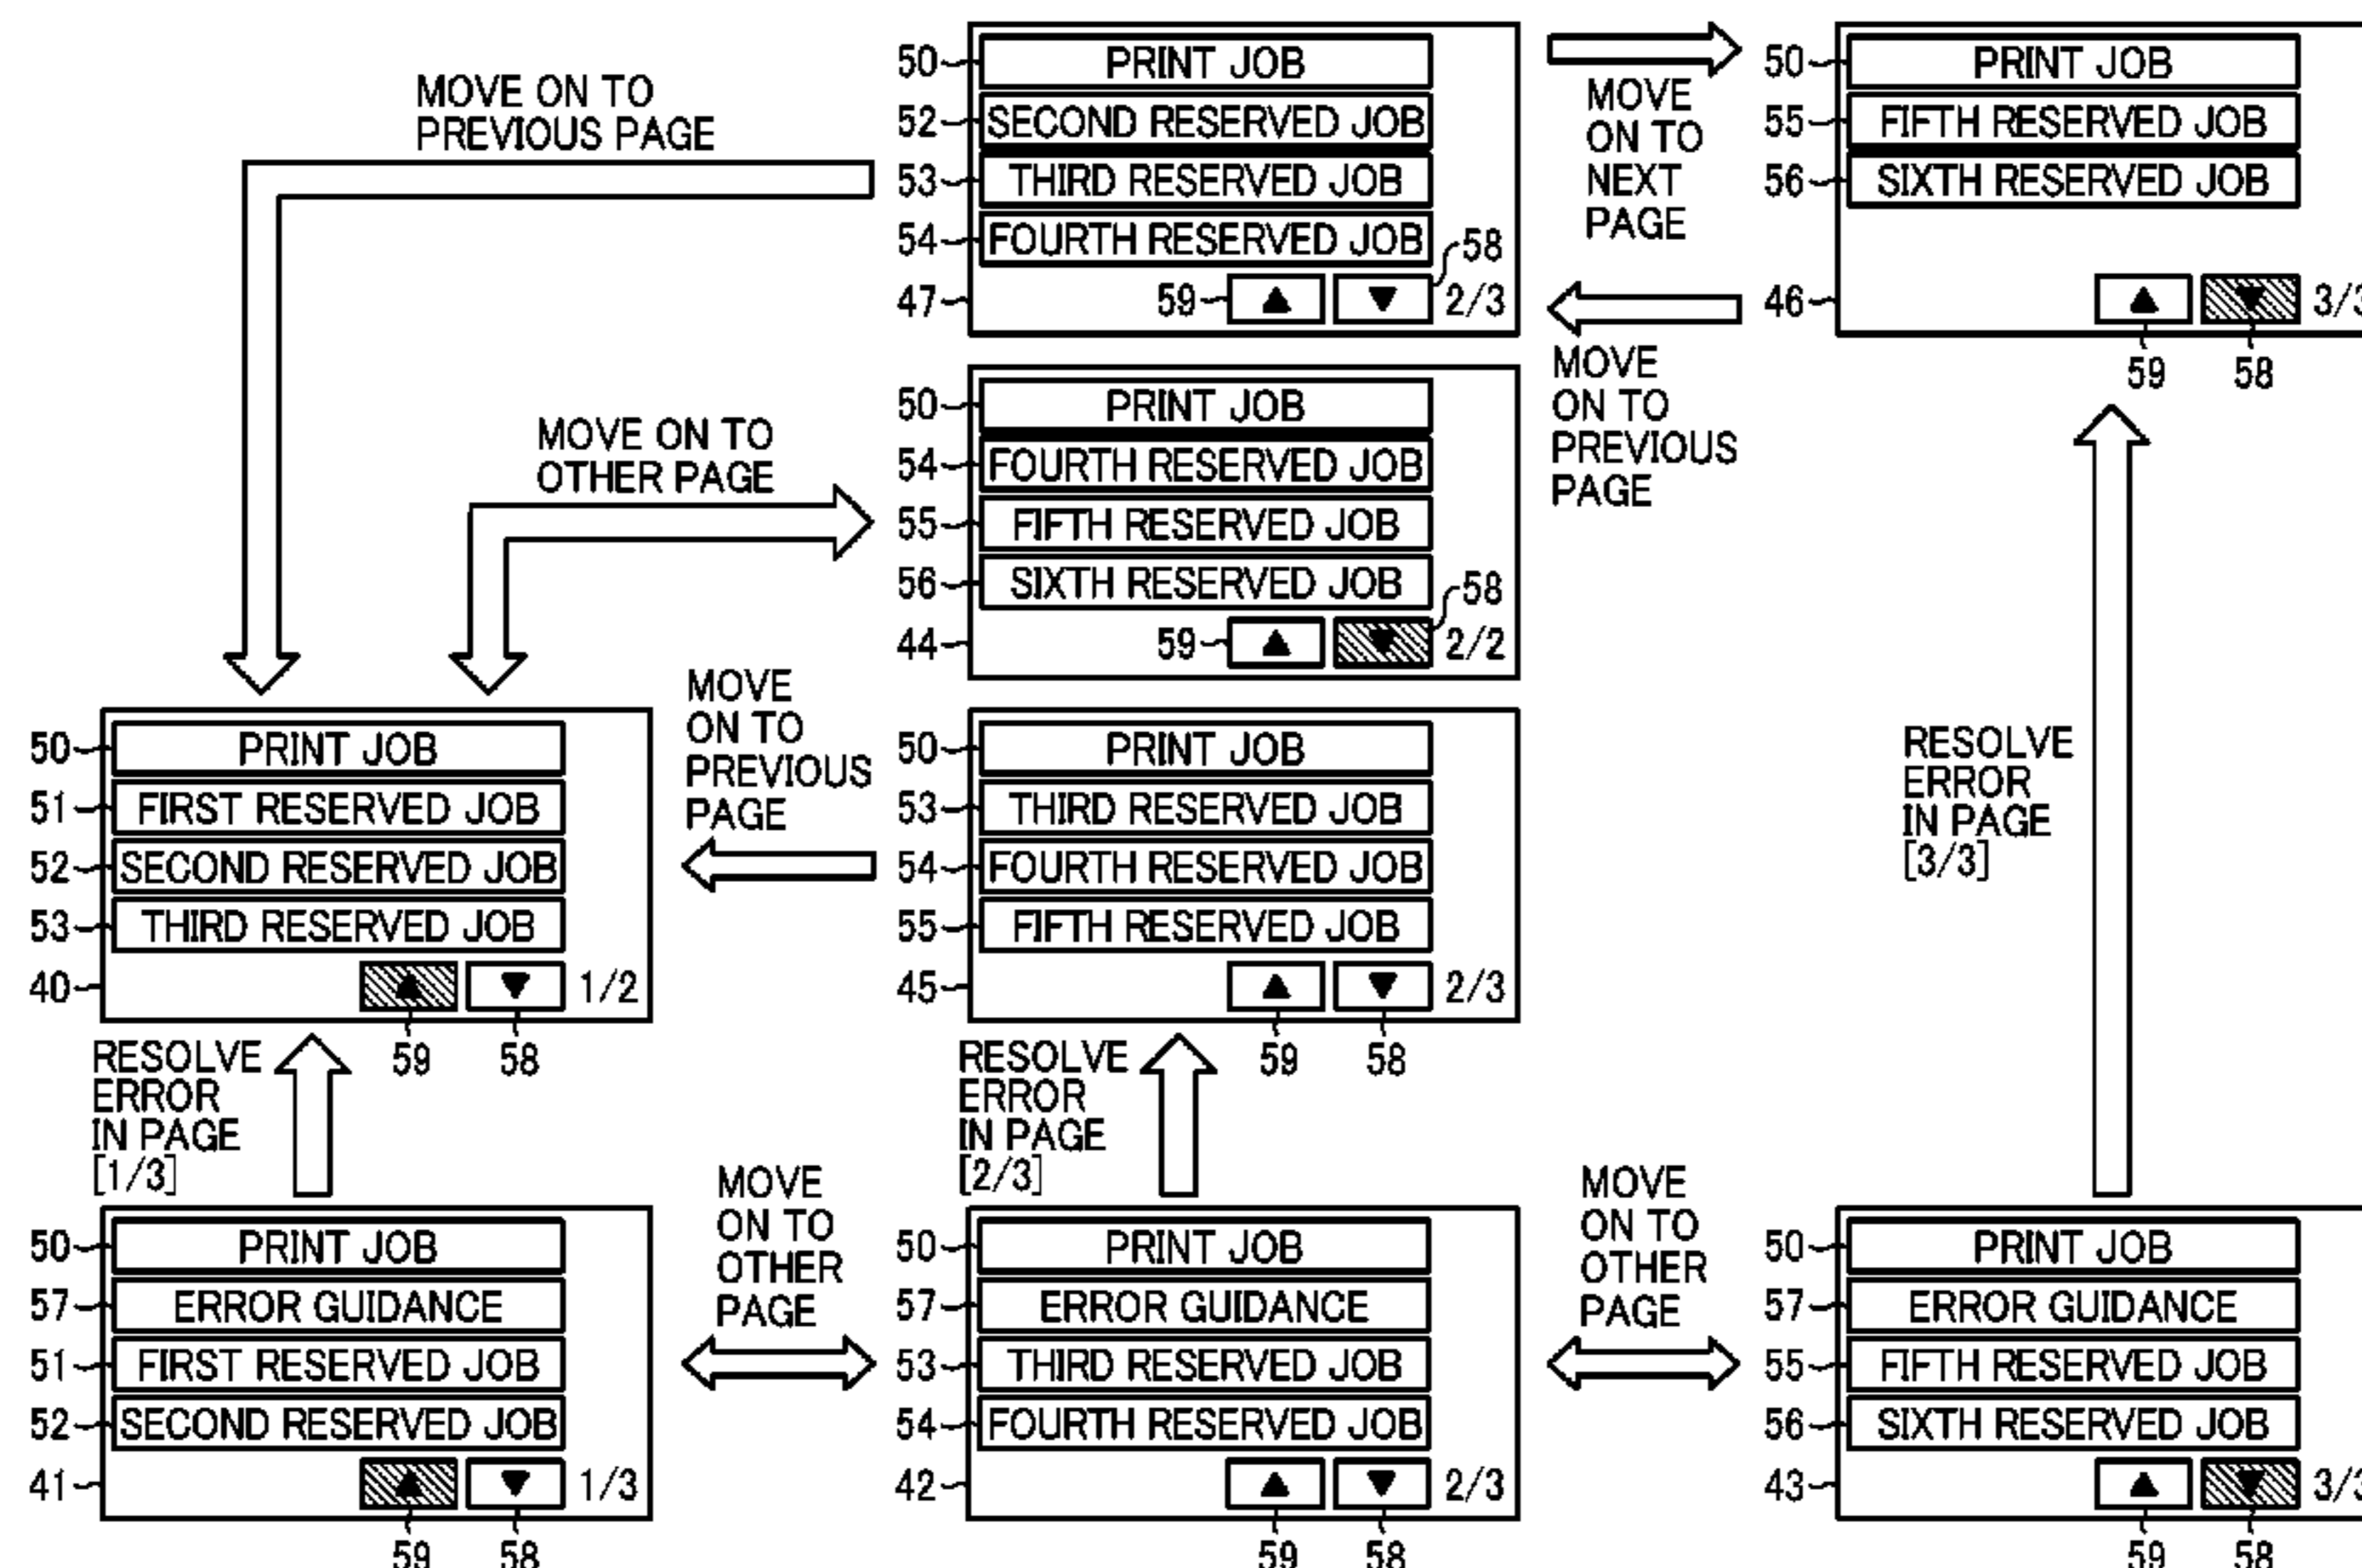 50 PRINT JOB
52 SECOND RESERVED JOB
53 THIRD RESERVED JOB
54 FOURTH RESERVED JOB
58
47 59 ▲ ▼ 2/3
MOVE ON TO
PREVIOUS PAGE
MOVE
ON TO
NEXT
PAGE
50 PRINT JOB
55 FIFTH RESERVED JOB
56 SIXTH RESERVED JOB
46 ▲ ▼ 3/3
59 58
MOVE
ON TO
PREVIOUS
PAGE
MOVE ON TO
OTHER PAGE
50 PRINT JOB
54 FOURTH RESERVED JOB
55 FIFTH RESERVED JOB
56 SIXTH RESERVED JOB
58
44 59 ▲ ▼ 2/2
50 PRINT JOB
51 FIRST RESERVED JOB
52 SECOND RESERVED JOB
53 THIRD RESERVED JOB
40 ▲ ▼ 1/2
59 58
MOVE
ON TO
PREVIOUS
PAGE
50 PRINT JOB
53 THIRD RESERVED JOB
54 FOURTH RESERVED JOB
55 FIFTH RESERVED JOB
45 ▲ ▼ 2/3
59 58
RESOLVE
ERROR
IN PAGE
[3/3]
RESOLVE
ERROR
IN PAGE
[1/3]
RESOLVE
ERROR
IN PAGE
[2/3]
50 PRINT JOB
57 ERROR GUIDANCE
51 FIRST RESERVED JOB
52 SECOND RESERVED JOB
41 ▲ ▼ 1/3
59 58
MOVE
ON TO
OTHER
PAGE
50 PRINT JOB
57 ERROR GUIDANCE
53 THIRD RESERVED JOB
54 FOURTH RESERVED JOB
42 ▲ ▼ 2/3
59 58
MOVE
ON TO
OTHER
PAGE
50 PRINT JOB
57 ERROR GUIDANCE
55 FIFTH RESERVED JOB
56 SIXTH RESERVED JOB
43 ▲ ▼ 3/3
59 58